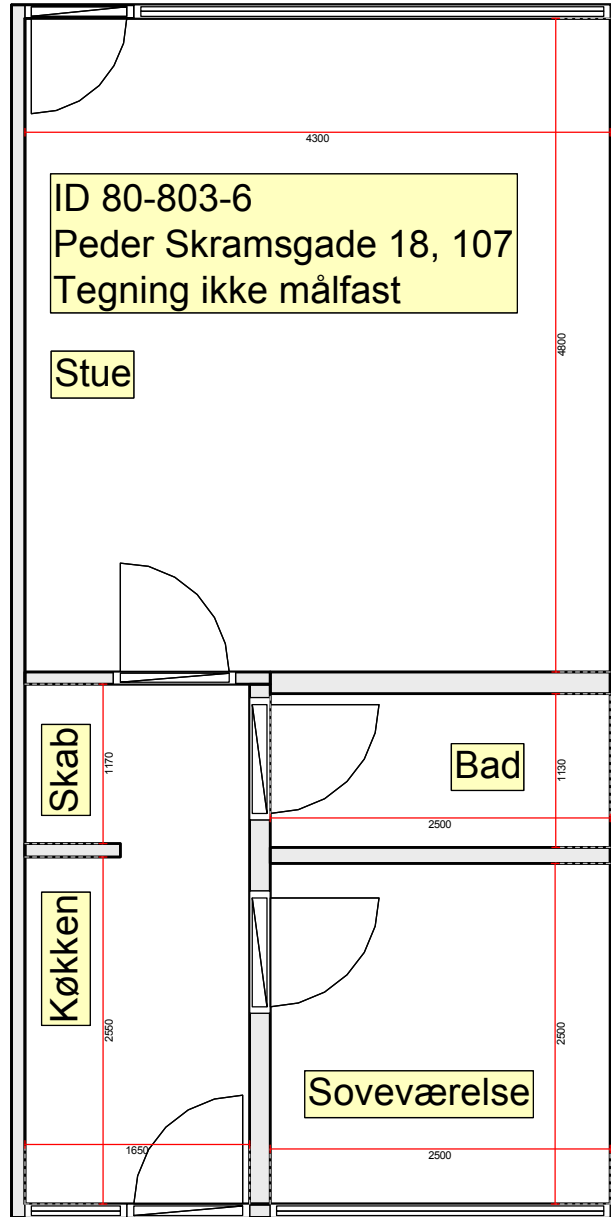 4300
ID 80-803-6
Peder Skramsgade 18, 107
Tegning ikke målfast
4800
Stue
Skab
1170
Bad
1130
2500
Køkken
2550
2500
Soveværelse
1650
2500